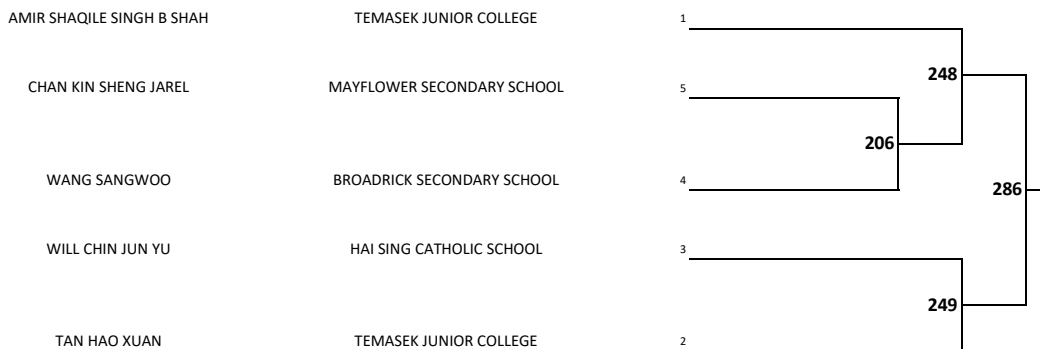 AMIR SHAQILE SINGH B SHAH TEMASEK JUNIOR COLLEGE 1
248
CHAN KIN SHENG JAREL MAYFLOWER SECONDARY SCHOOL 5
206
WANG SANGWOO BROADRICK SECONDARY SCHOOL 4
286
WILL CHIN JUN YU HAI SING CATHOLIC SCHOOL 3
249
TAN HAO XUAN TEMASEK JUNIOR COLLEGE 2